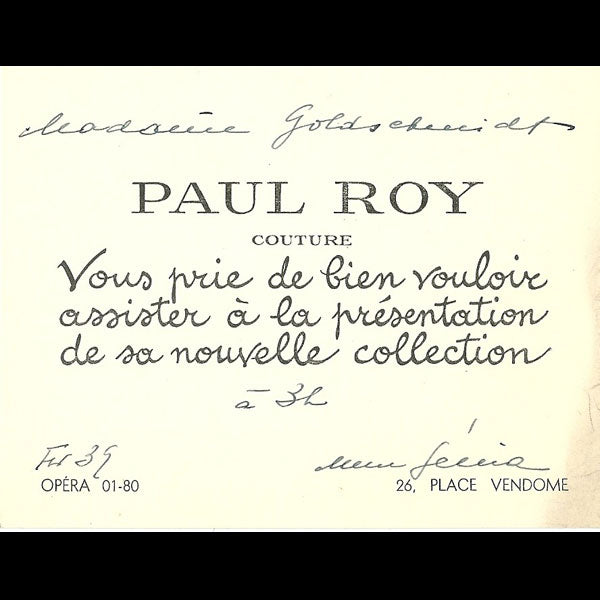 Madame Goldschmidt
PAUL ROY
COUTURE
Vous prie de bien vouloir
assister à la présentation
de sa nouvelle collection
à 3h
39
OPÉRA 01-80
26, PLACE VENDOME